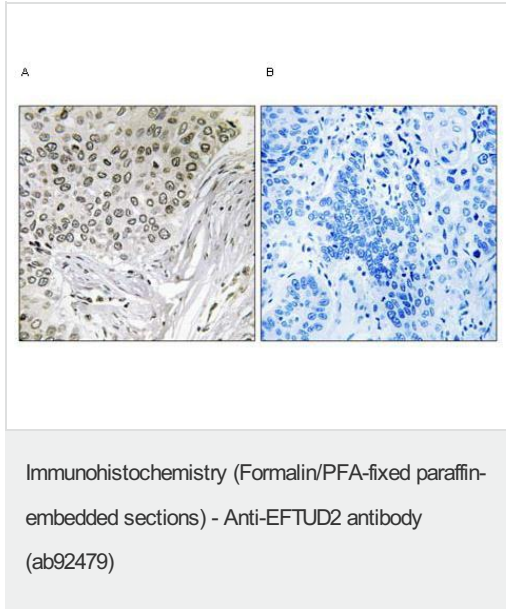 A
B
Immunohistochemistry (Formalin/PFA-fixed paraffin-
embedded sections) - Anti-EFTUD2 antibody
(ab92479)